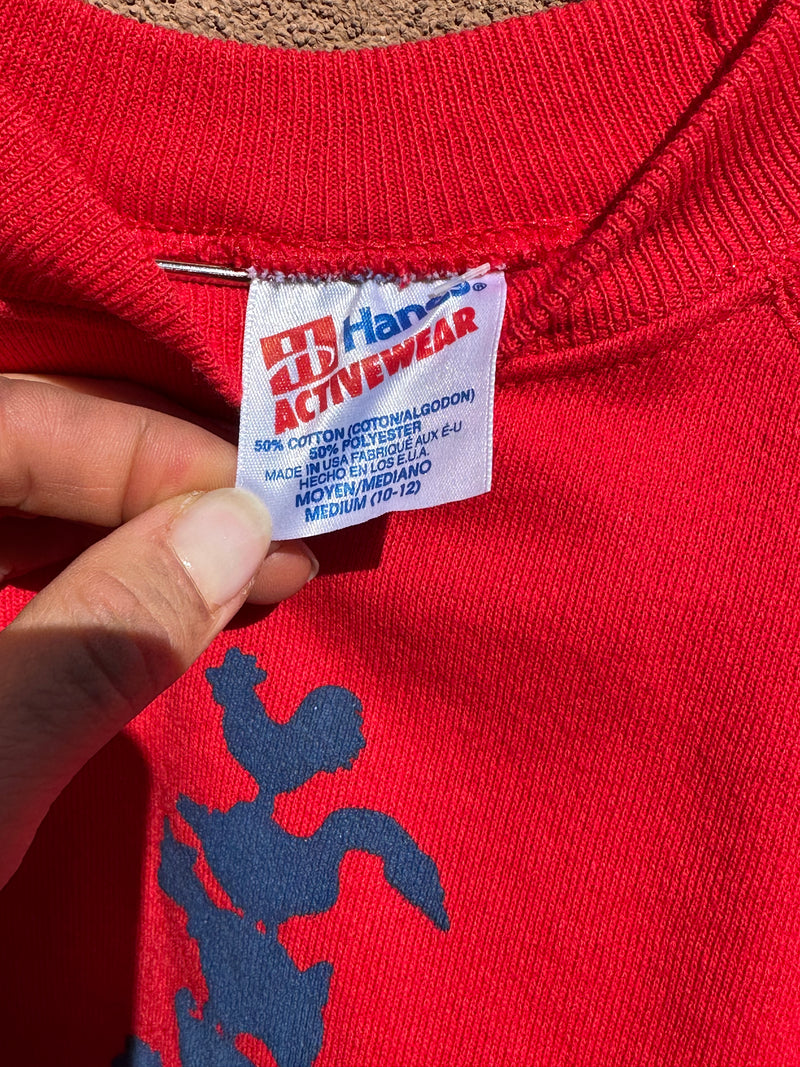 Hanes®
ACTIVEWEAR
50% COTTON (COTON/ALGODON)
50% POLYESTER
MADE IN USA FABRIQUÉ AUX É-U
HECHO EN LOS E.U.A.
MOYEN/MEDIANO
MEDIUM (10-12)